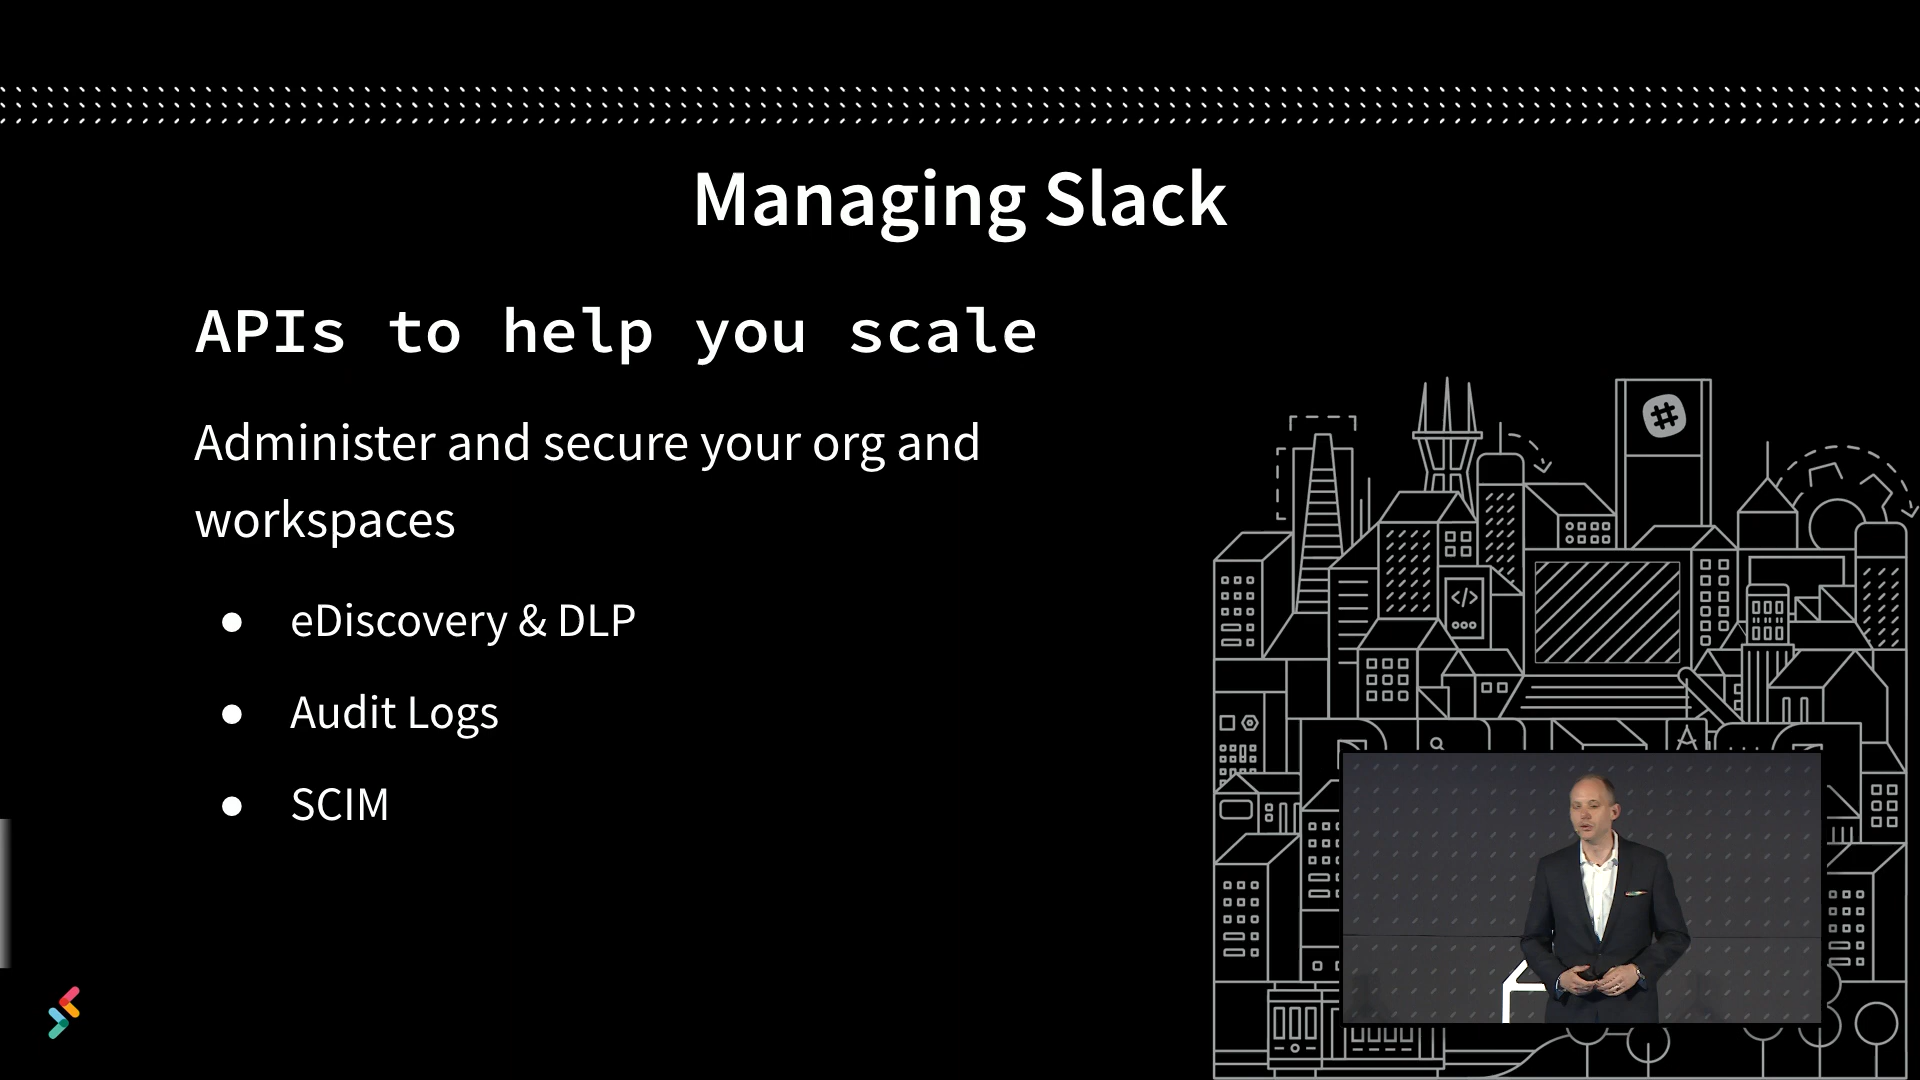 Managing Slack
APIs to help you scale
Administer and secure your org and
workspaces
● eDiscovery & DLP
● Audit Logs
● SCIM